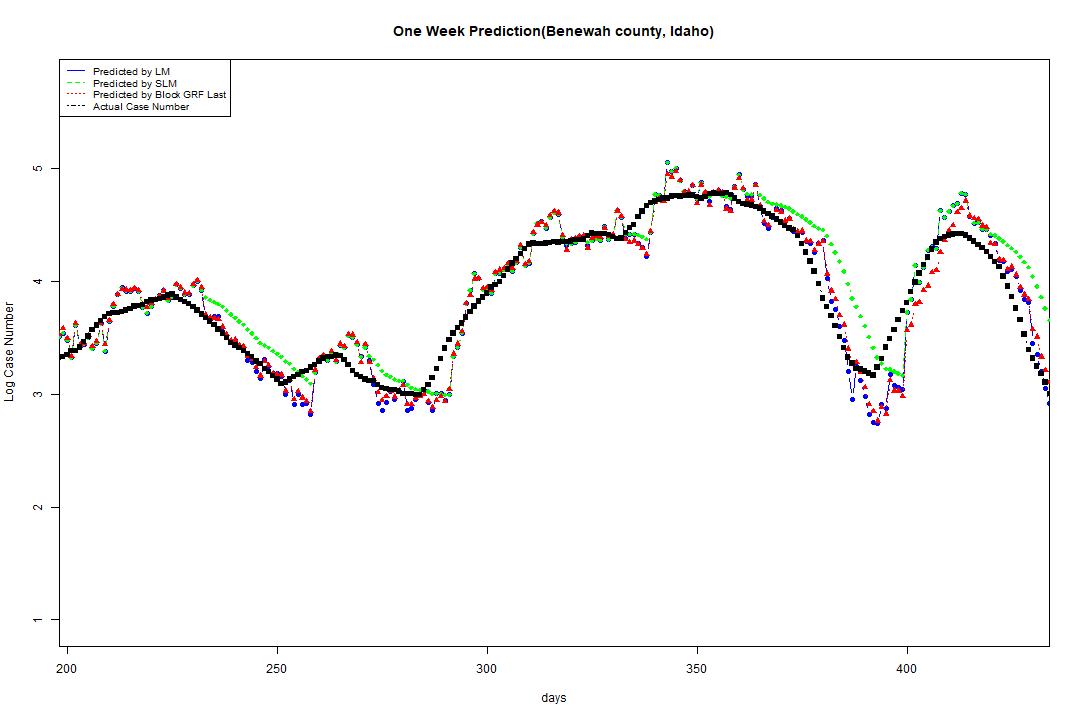 One Week Prediction(Benewah county, Idaho)
Predicted by LM
Predicted by SLM
Predicted by Block GRF Last
Actual Case Number
5
4
3
2
1
Log Case Number
200 250 300 350 400
days